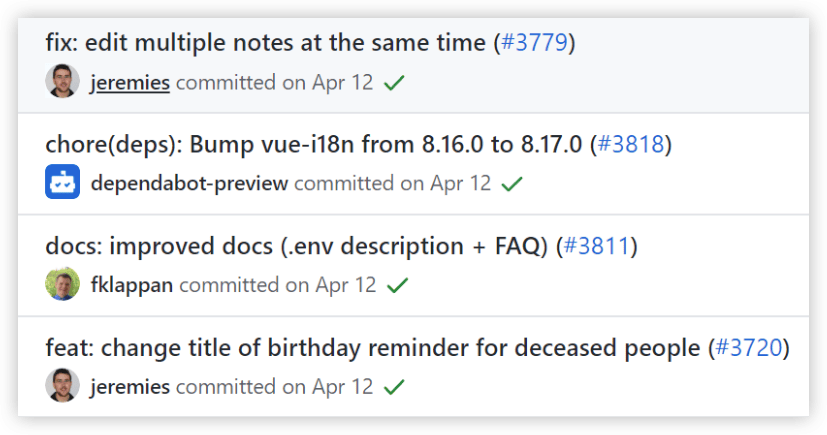 fix: edit multiple notes at the same time (#3779)
jeremies committed on Apr 12
chore(deps): Bump vue-i18n from 8.16.0 to 8.17.0 (#3818)
dependabot-preview committed on Apr 12
docs: improved docs (.env description + FAQ) (#3811)
fklappan committed on Apr 12
feat: change title of birthday reminder for deceased people (#3720)
jeremies committed on Apr 12